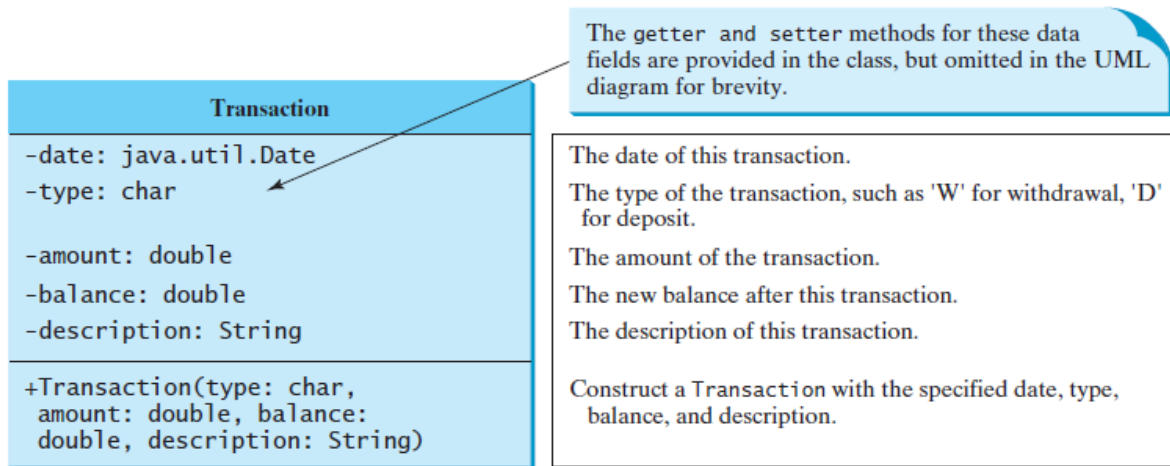 The getter and setter methods for these data
fields are provided in the class, but omitted in the UML
diagram for brevity.
Transaction
-date: java.util.Date
The date of this transaction.
-type: char
The type of the transaction, such as 'W' for withdrawal, 'D'
for deposit.
-amount: double
The amount of the transaction.
-balance: double
The new balance after this transaction.
-description: String
The description of this transaction.
+Transaction(type: char,
amount: double, balance:
double, description: String)
Construct a Transaction with the specified date, type,
balance, and description.